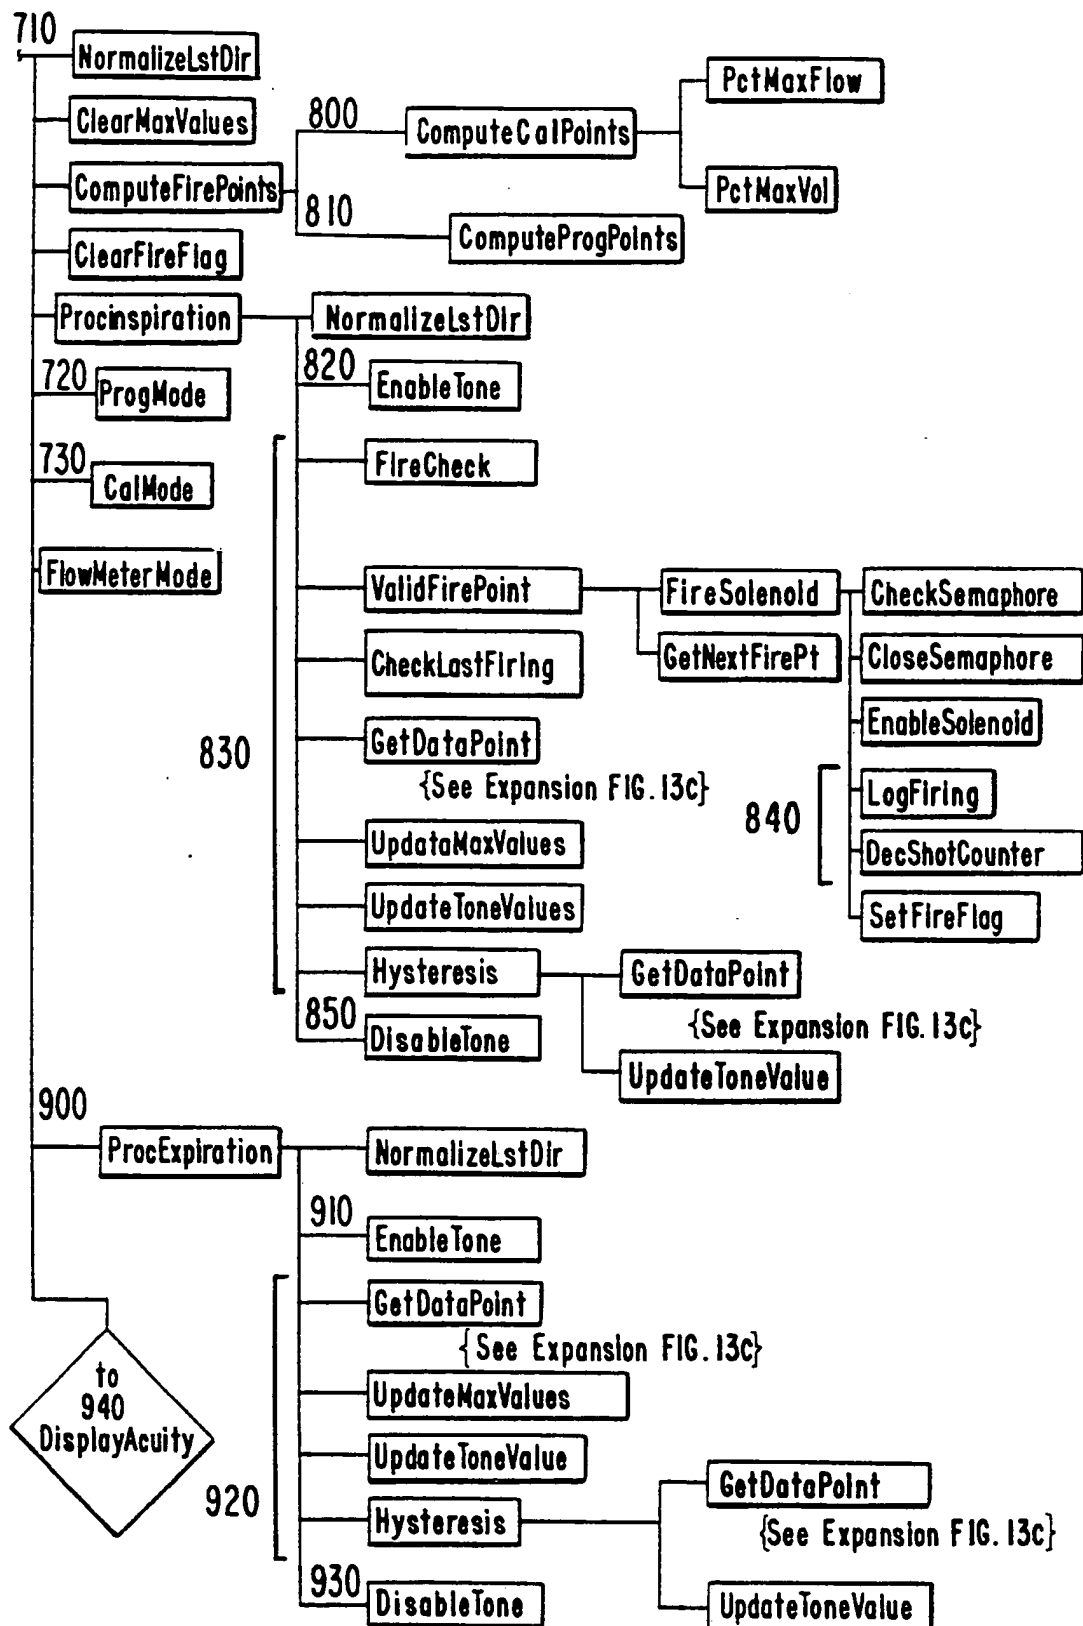 710
NormalizeLstDir
ClearMaxValues
ComputeFirePoints
800
ComputeCalPoints
PctMaxFlow
PctMaxVol
810
ComputeProgPoints
ClearFireFlag
Procinspiration
NormalizeLstDir
820
EnableTone
720
ProgMode
730
CalMode
FlowMeterMode
830
FireCheck
ValidFirePoint
FireSolenoid
CheckSemaphore
GetNextFirePt
CloseSemaphore
CheckLastFiring
EnableSolenoid
GetDataPoint
{See Expansion FIG. 13c}
840
LogFiring
DecShotCounter
SetFireFlag
UpdataMaxValues
UpdateToneValues
Hysteresis
GetDataPoint
{See Expansion FIG. 13c}
UpdateToneValue
850
DisableTone
900
ProcExpiration
NormalizeLstDir
910
EnableTone
920
GetDataPoint
{See Expansion FIG. 13c}
UpdateMaxValues
UpdateToneValue
Hysteresis
GetDataPoint
{See Expansion FIG. 13c}
UpdateToneValue
930
DisableTone
to
940
DisplayAcuity